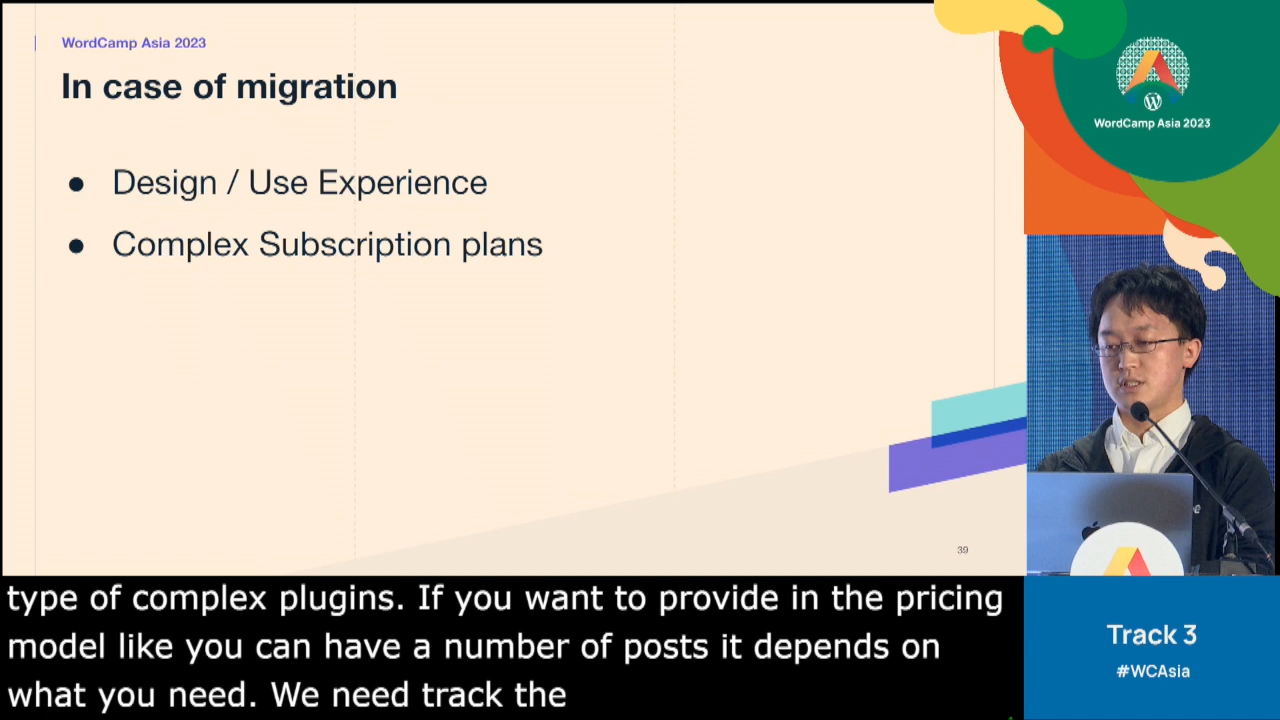 WordCamp Asia 2023
In case of migration
● Design / Use Experience
● Complex Subscription plans
39
WordCamp Asia 2023
type of complex plugins. If you want to provide in the pricing
model like you can have a number of posts it depends on
what you need. We need track the
Track 3
#WCAsia